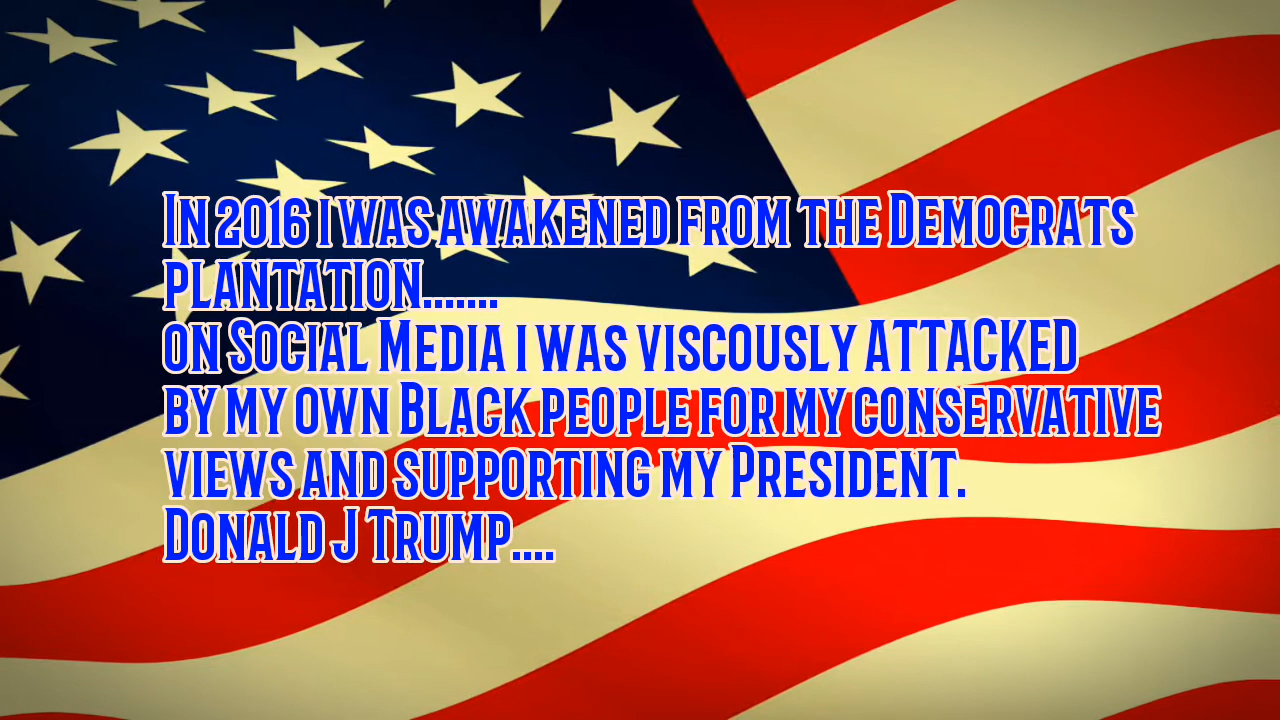 In 2016 i was awakened from the Democrats
plantation.......
on Social Media i was viscously ATTACKED
by my own Black people for my conservative
views and supporting my President.
Donald J Trump....